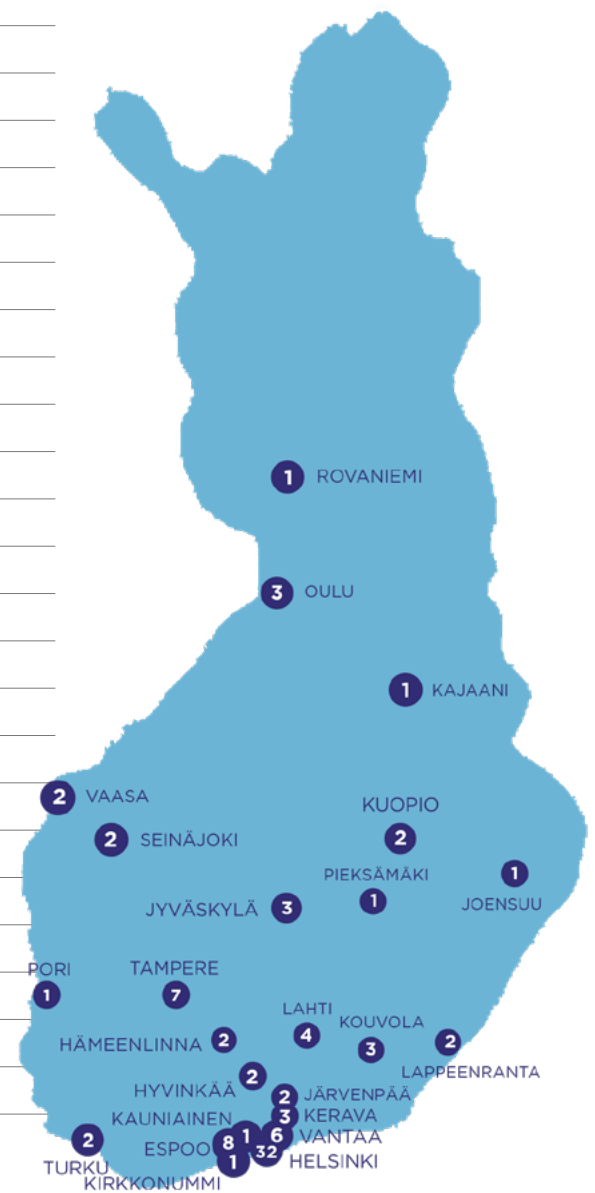 1 ROVANIEMI
3 OULU
1 KAJAANI
2 VAASA
KUOPIO
2
2 SEINÄJOKI
PIEKSÄMÄKI
1
1
JOENSUU
JYVÄSKYLÄ 3
PORI
1
TAMPERE
7
LAHTI
4
KOUVOLA
3
HÄMEENLINNA 2
2
LAPPEENRANTA
2
HYVINKÄÄ
2 JÄRVENPÄÄ
3 KERAVA
KAUNIAINEN
1
6 VANTAA
2
TURKU
ESPOO 8
32
HELSINKI
1
KIRKKONUMMI